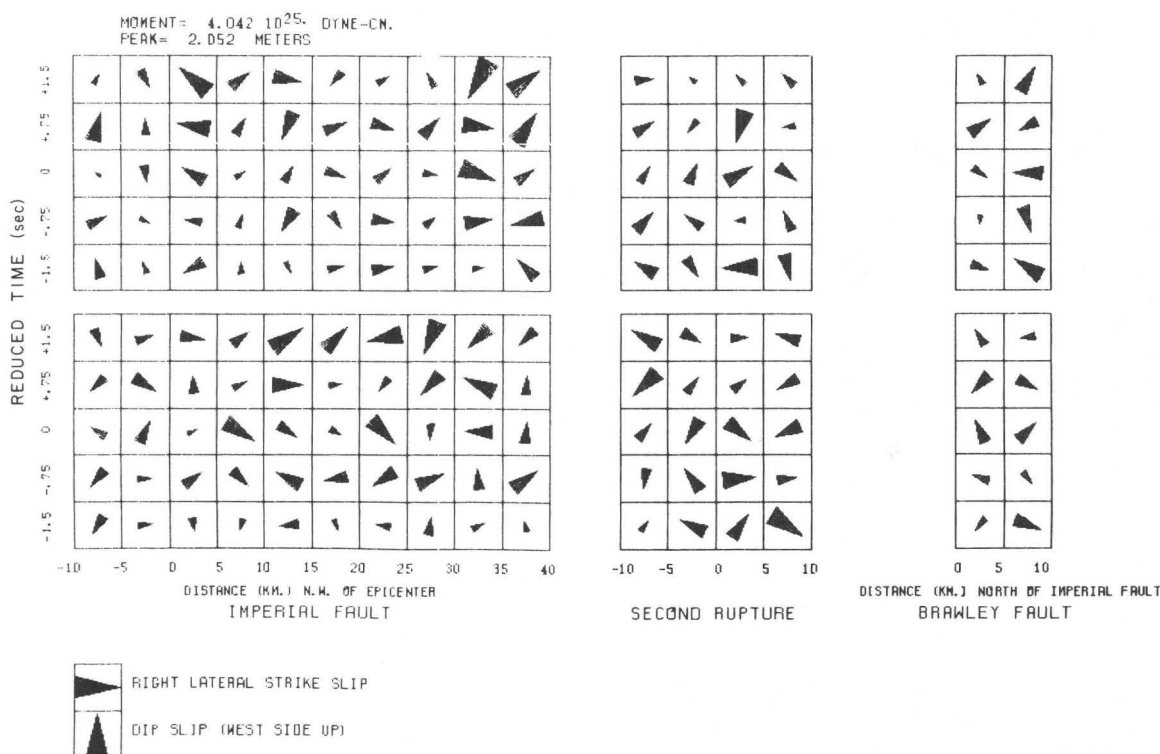 MOMENT= 4.042 10^25. DYNE-CM.
PEAK= 2.052 METERS
REDUCED TIME (sec)
+1.5
+.75
0
-.75
-1.5
+1.5
+.75
0
-.75
-1.5
-10 -5 0 5 10 15 20 25 30 35 40
DISTANCE (KM.) N.W. OF EPICENTER
IMPERIAL FAULT
-10 -5 0 5 10
SECOND RUPTURE
0 5 10
DISTANCE (KM.) NORTH OF IMPERIAL FAULT
BRAWLEY FAULT
RIGHT LATERAL STRIKE SLIP
DIP SLIP (WEST SIDE UP)